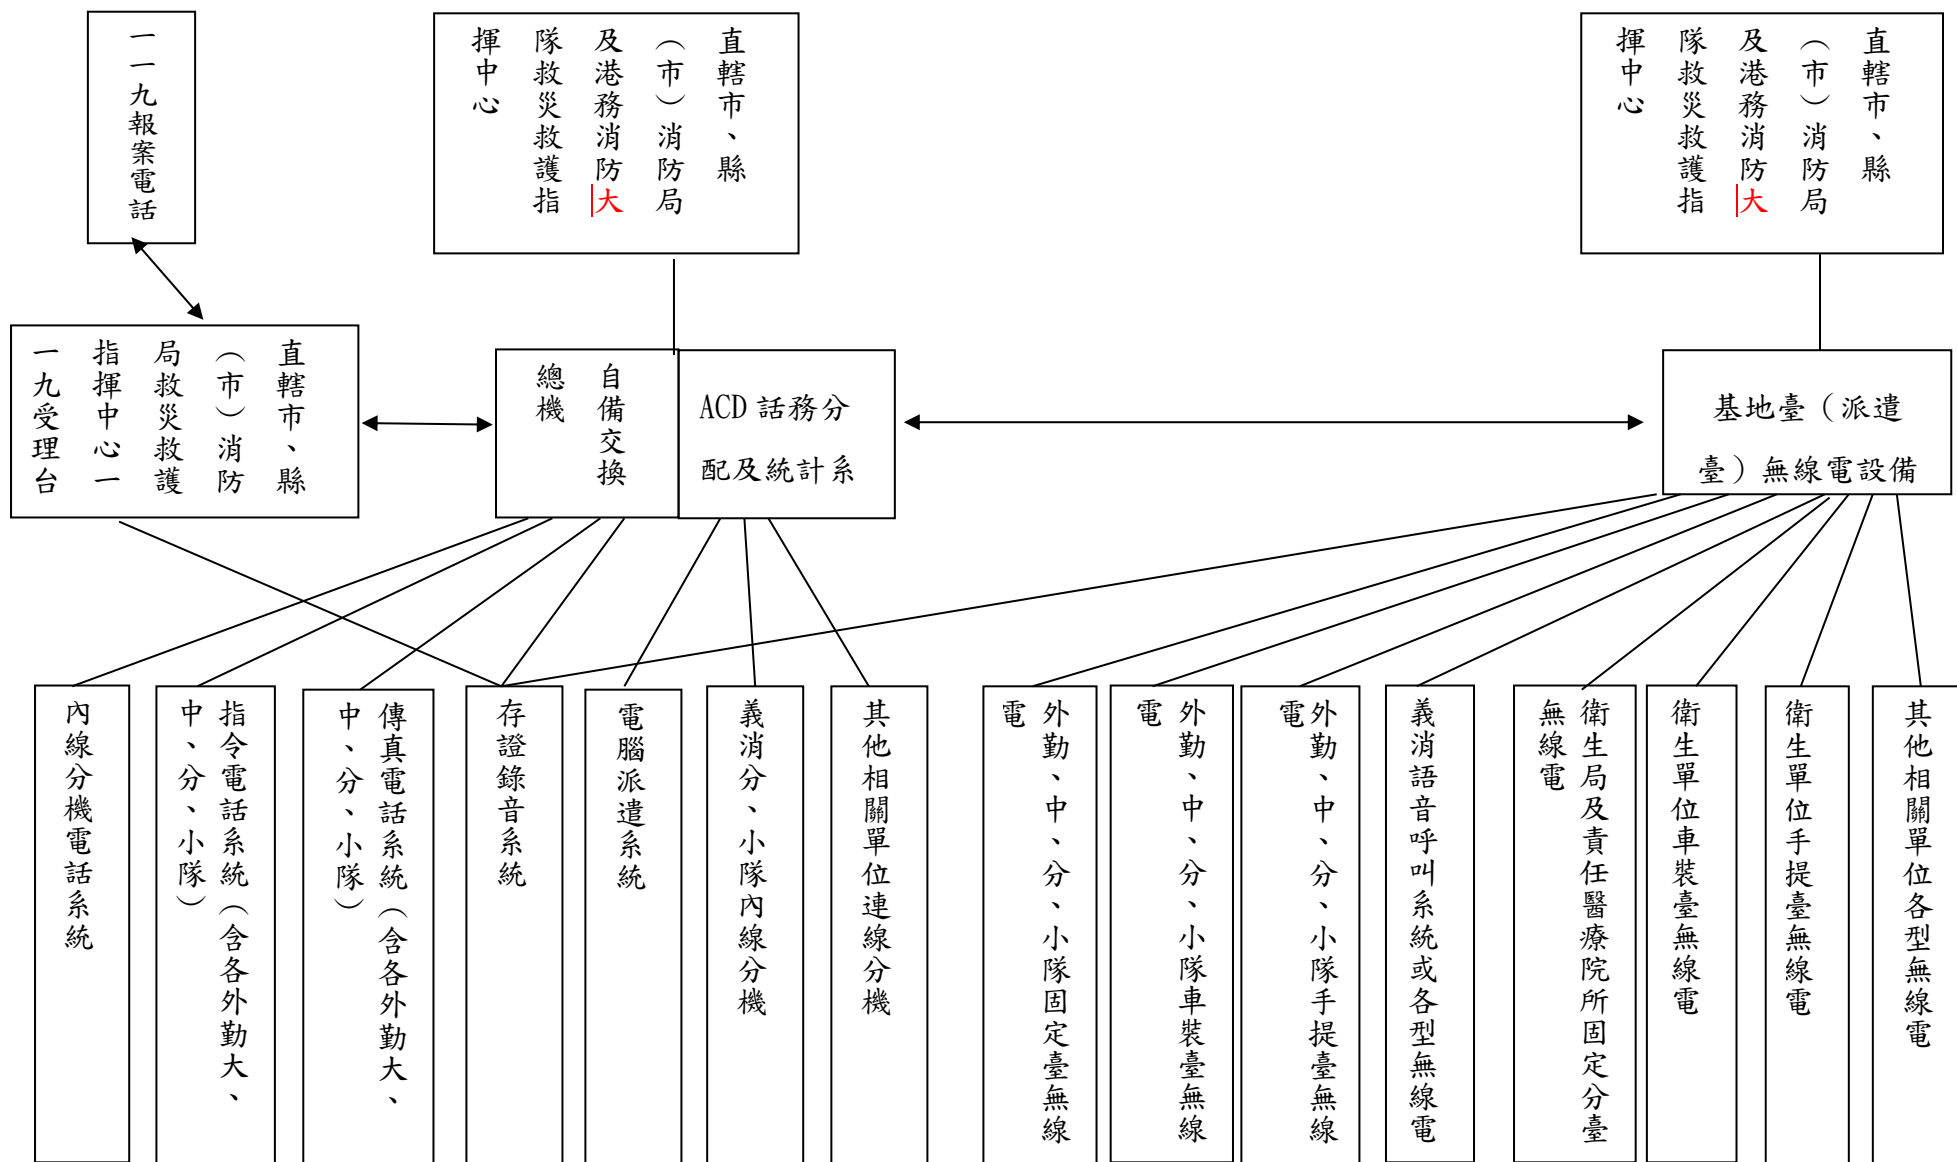 一一九報案電話
直轄市、縣
（市）消防局
及港務消防大
隊救災救護指
揮中心
直轄市、縣
（市）消防局
及港務消防大
隊救災救護指
揮中心
直轄市、縣
（市）消防
局救災救護
指揮中心一
一九受理台
自備交換
總機
ACD 話務分
配及統計系
基地臺（派遣
臺）無線電設備
內線分機電話系統
指令電話系統（含各外勤大、
中、分、小隊）
傳真電話系統（含各外勤大、
中、分、小隊）
存證錄音系統
電腦派遣系統
義消分、小隊內線分機
其他相關單位連線分機
外勤、中、分、小隊固定臺無線
電
外勤、中、分、小隊車裝臺無線
電
外勤、中、分、小隊手提臺無線
電
義消語音呼叫系統或各型無線電
衛生局及責任醫療院所固定分臺
無線電
衛生單位車裝臺無線電
衛生單位手提臺無線電
其他相關單位各型無線電